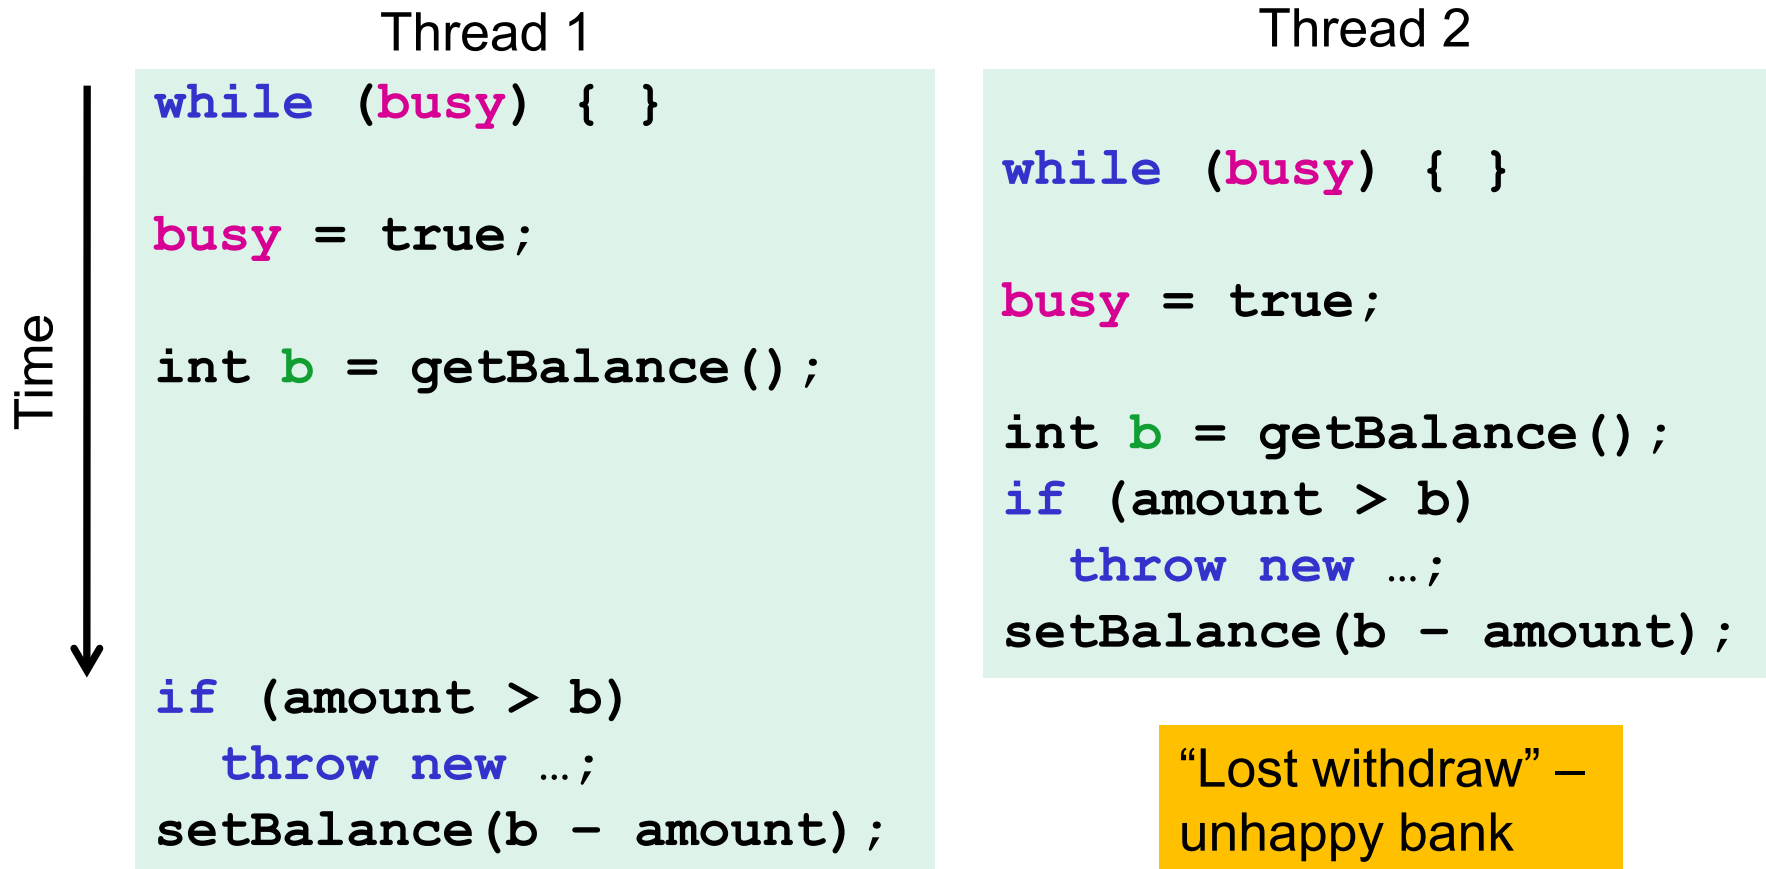 Thread 1
while (busy) { }
busy = true;
int b = getBalance();
if (amount > b)
throw new …;
setBalance(b – amount);
Time
Thread 2
while (busy) { }
busy = true;
int b = getBalance();
if (amount > b)
throw new …;
setBalance(b – amount);
“Lost withdraw” –
unhappy bank